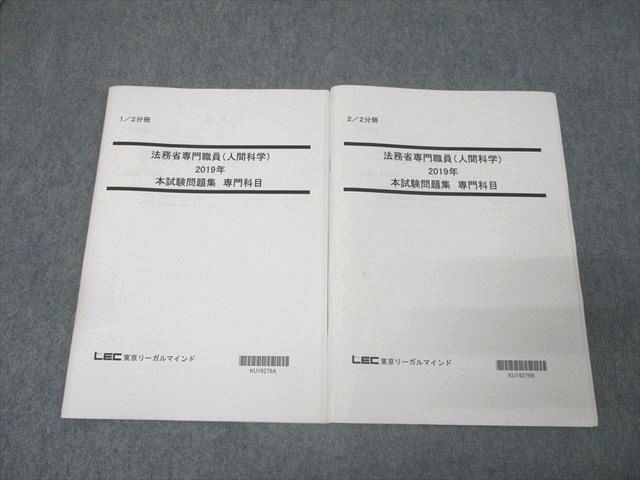 1／2分冊
法務省専門職員(人間科学)
2019年
本試験問題集 専門科目
LEC東京リーガルマインド
KU19279A
2／2分冊
法務省専門職員(人間科学)
2019年
本試験問題集 専門科目
LEC東京リーガルマインド
KU19279B